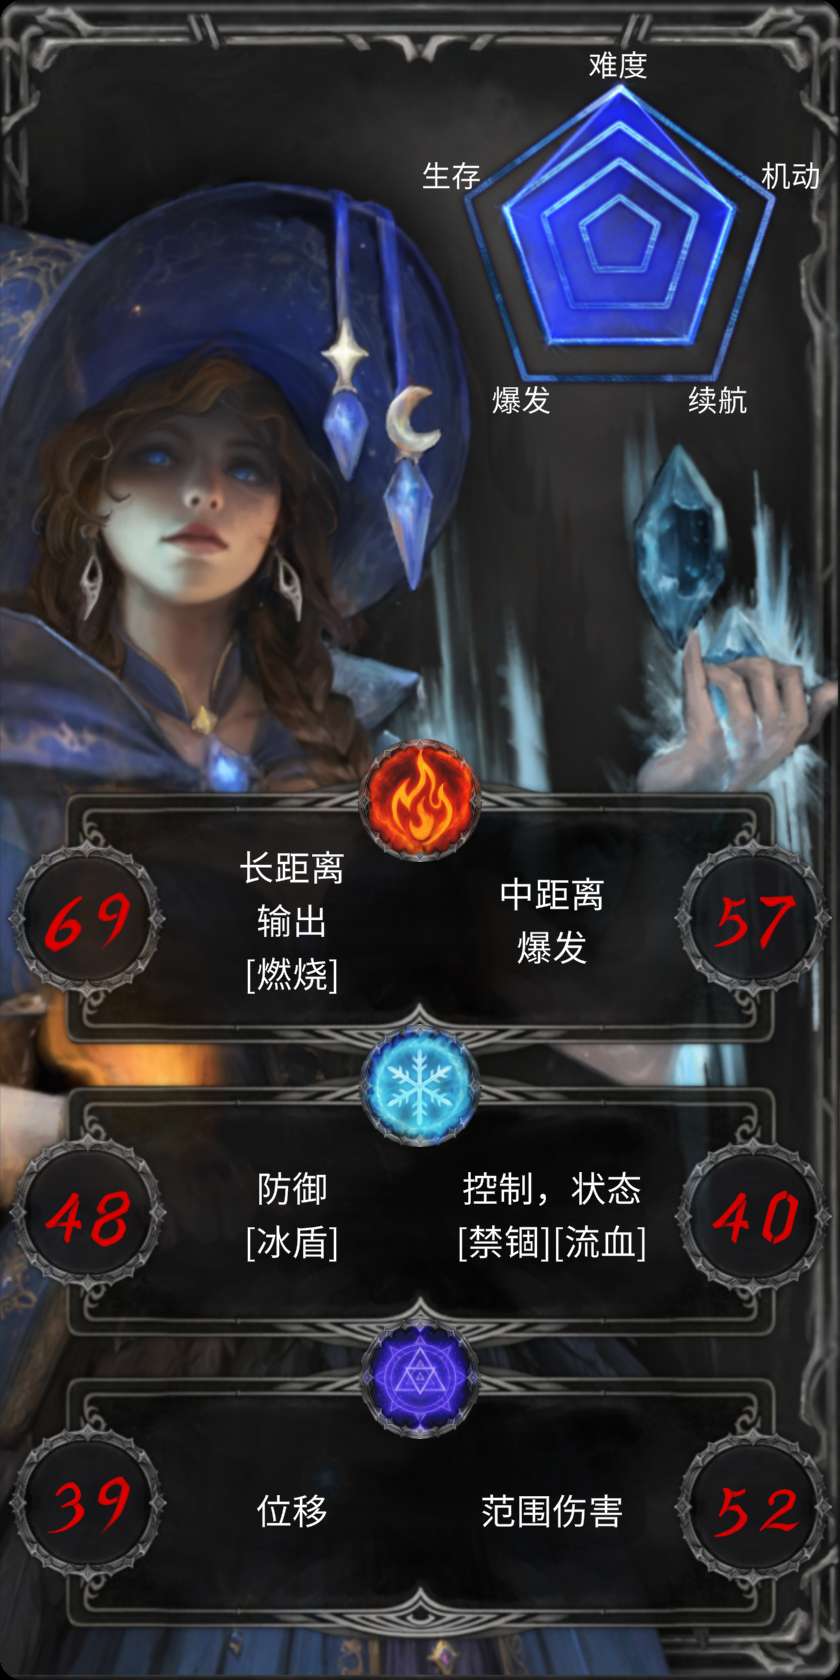 难度
生存
机动
爆发
续航
长距离
输出
[燃烧]
中距离
爆发
69
57
防御
[冰盾]
控制，状态
[禁锢][流血]
48
40
位移
范围伤害
39
52